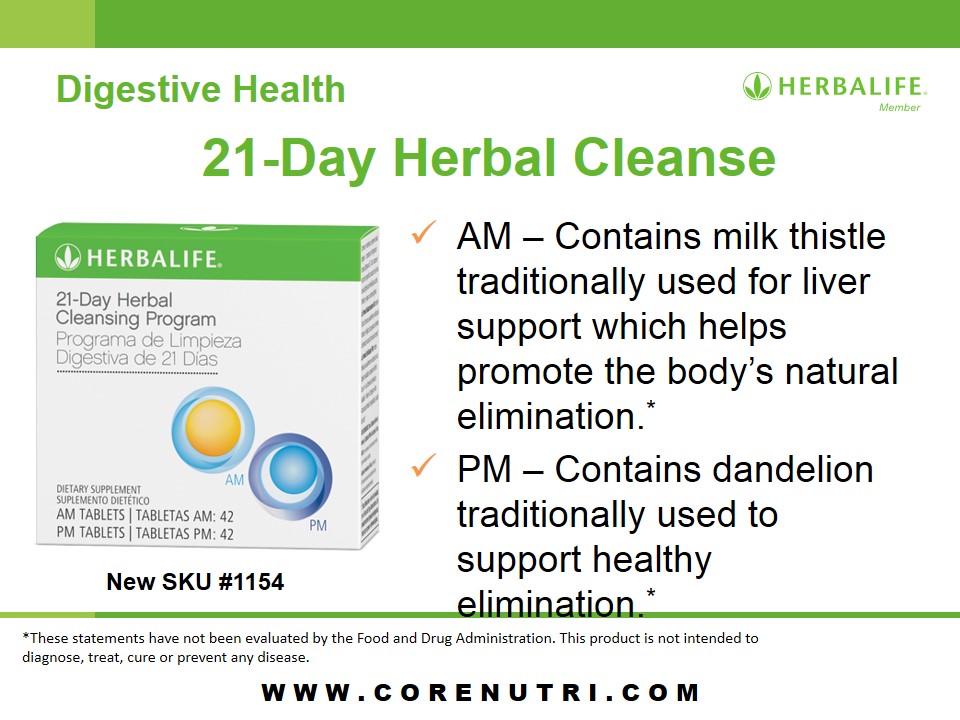 Digestive Health
HERBALIFE®
Member
21-Day Herbal Cleanse
HERBALIFE®
21-Day Herbal
Cleansing Program
Programa de Limpieza
Digestiva de 21 Días
AM
PM
DIETARY SUPPLEMENT
SUPLEMENTO DIETÉTICO
AM TABLETS | TABLETAS AM: 42
PM TABLETS | TABLETAS PM: 42
New SKU #1154
✓ AM – Contains milk thistle
traditionally used for liver
support which helps
promote the body’s natural
elimination.*
✓ PM – Contains dandelion
traditionally used to
support healthy
elimination.*
*These statements have not been evaluated by the Food and Drug Administration. This product is not intended to
diagnose, treat, cure or prevent any disease.
WWW.CORENUTRI.COM